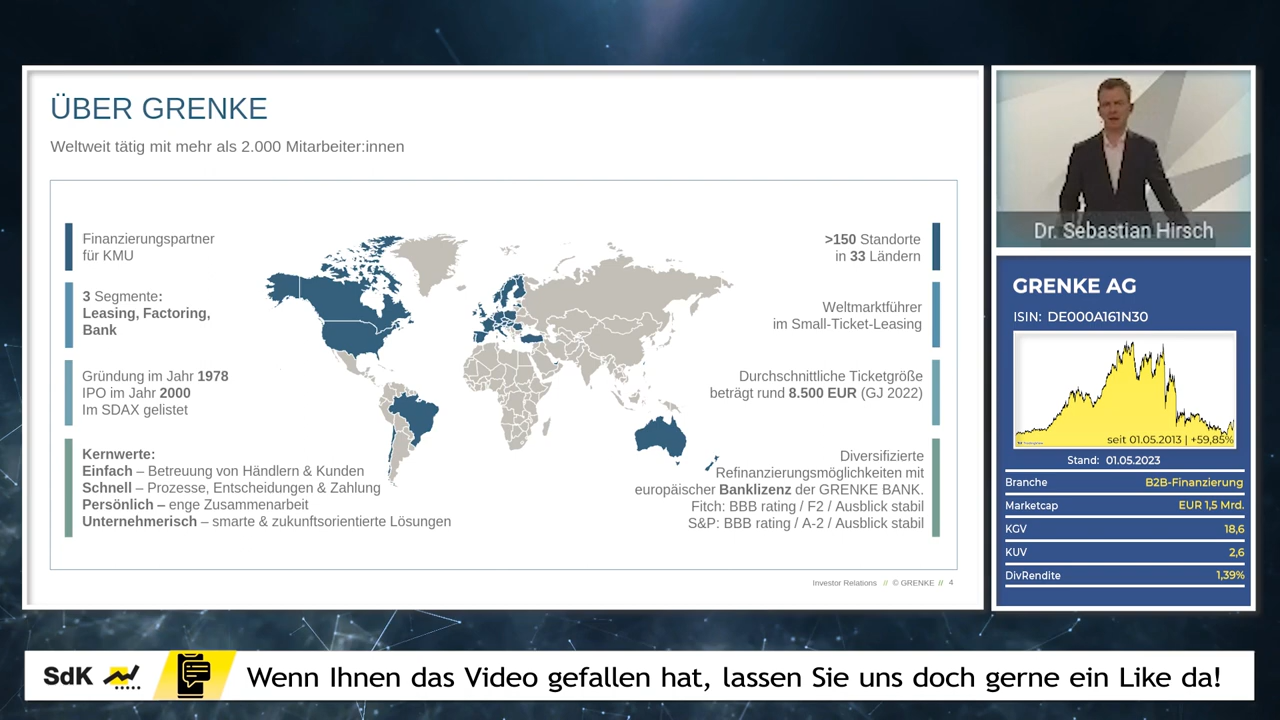 ÜBER GRENKE
Weltweit tätig mit mehr als 2.000 Mitarbeiter:innen
Finanzierungspartner
für KMU
3 Segmente:
Leasing, Factoring,
Bank
Gründung im Jahr 1978
IPO im Jahr 2000
Im SDAX gelistet
Kernwerte:
Einfach – Betreuung von Händlern & Kunden
Schnell – Prozesse, Entscheidungen & Zahlung
Persönlich – enge Zusammenarbeit
Unternehmerisch – smarte & zukunftsorientierte Lösungen
>150 Standorte
in 33 Ländern
Weltmarktführer
im Small-Ticket-Leasing
Durchschnittliche Ticketgröße
beträgt rund 8.500 EUR (GJ 2022)
Diversifizierte
Refinanzierungsmöglichkeiten mit
europäischer Banklizenz der GRENKE BANK.
Fitch: BBB rating / F2 / Ausblick stabil
S&P: BBB rating / A-2 / Ausblick stabil
Investor Relations // © GRENKE // 4
Dr. Sebastian Hirsch
GRENKE AG
ISIN: DE000A161N30
seit 01.05.2013 | +59,85%
Stand: 01.05.2023
Branche B2B-Finanzierung
Marketcap EUR 1,5 Mrd.
KGV 18,6
KUV 2,6
DivRendite 1,39%
SdK Wenn Ihnen das Video gefallen hat, lassen Sie uns doch gerne ein Like da!